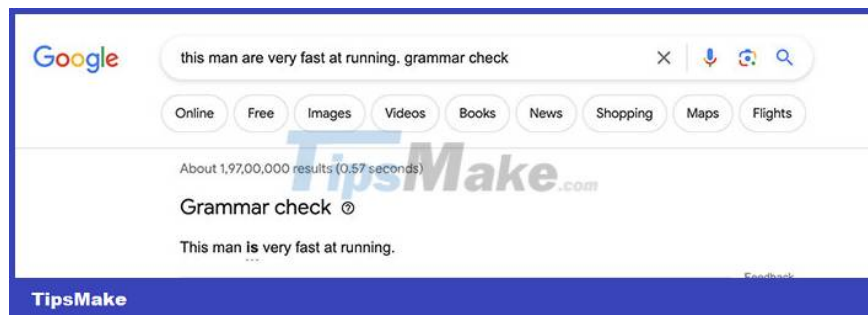 Google
this man are very fast at running. grammar check
Online Free Images Videos Books News Shopping Maps Flights
About 1,97,00,000 results (0.57 seconds)
TipsMake.com
Grammar check
This man is very fast at running.
Feedback
TipsMake